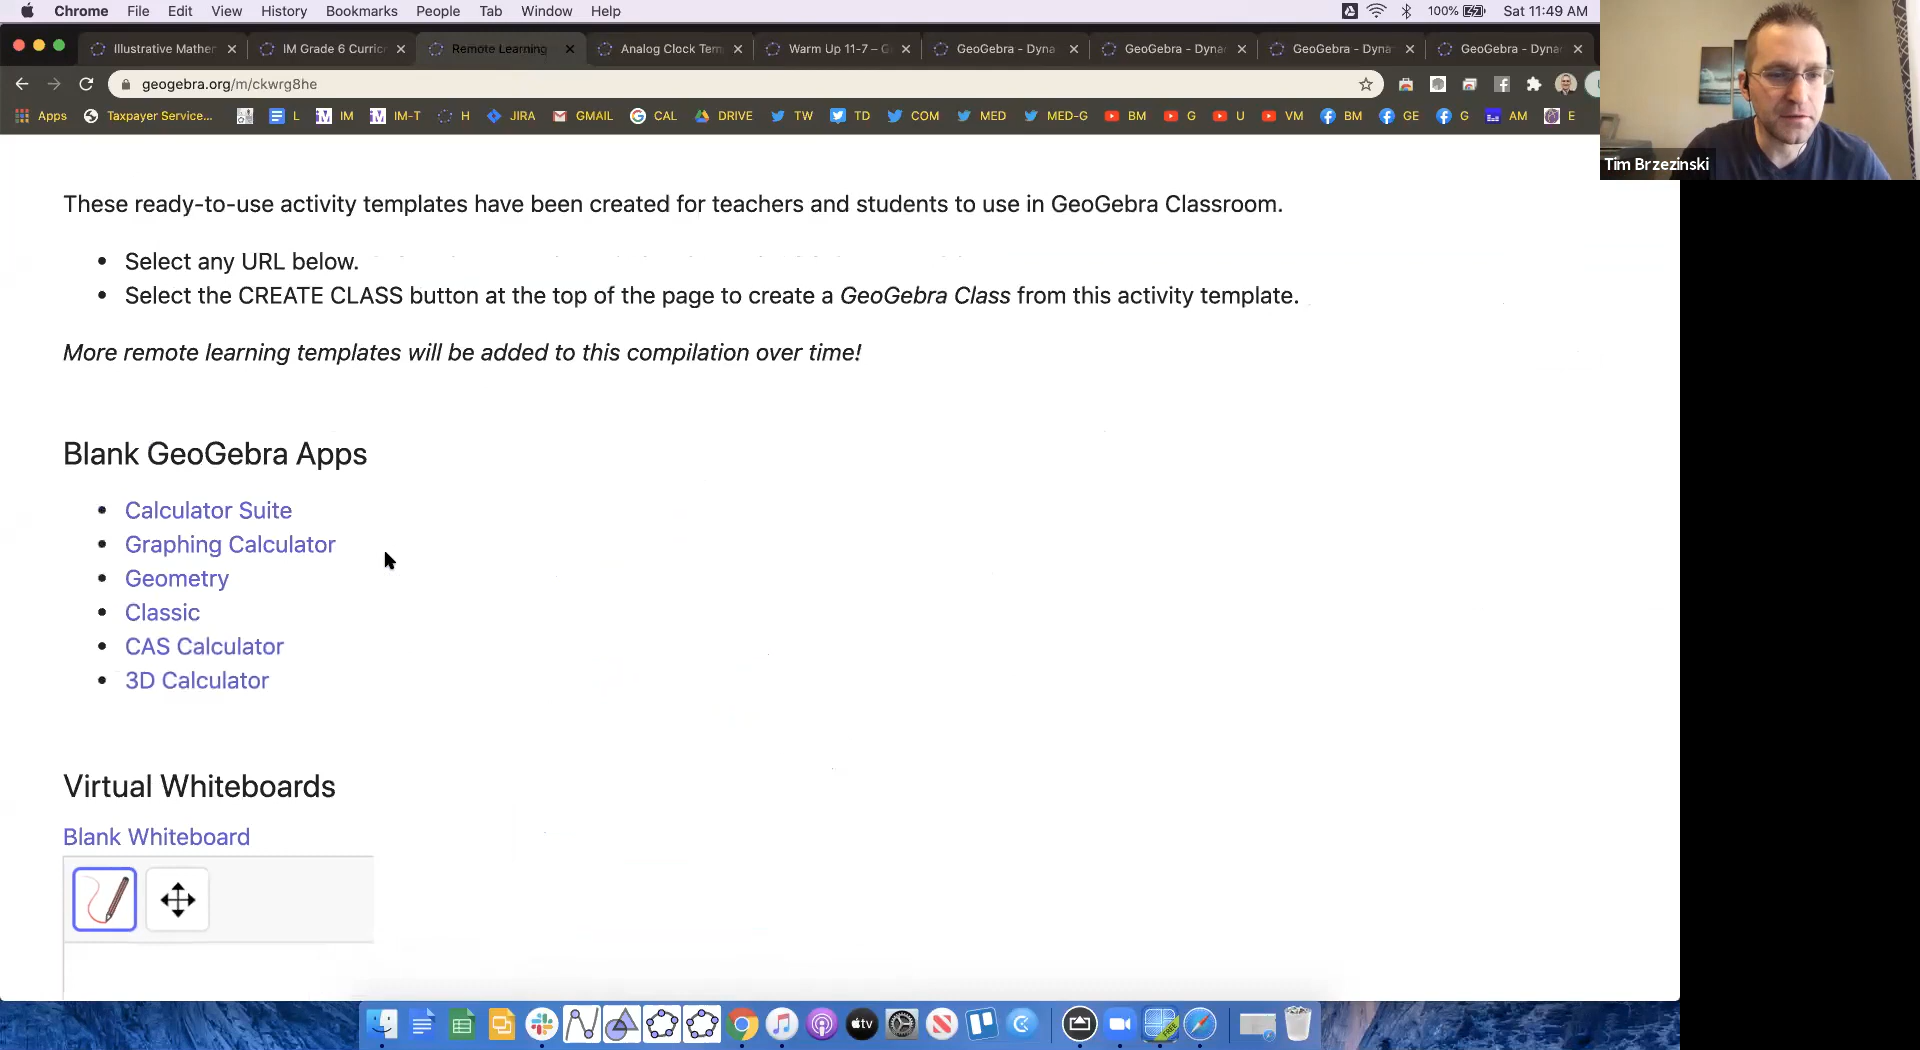 Chrome File Edit View History Bookmarks People Tab Window Help 100% Sat 11:49 AM
Illustrative Mather IM Grade 6 Curric Remote Learning Analog Clock Tem Warm Up 11-7 – G GeoGebra - Dyna GeoGebra - Dyna GeoGebra - Dyna GeoGebra - Dyna
geogebra.org/m/ckwrg8he
Apps Taxpayer Service... L IM IM-T H JIRA GMAIL CAL DRIVE TW TD COM MED MED-G BM G U VM BM GE G AM E
Tim Brzezinski
These ready-to-use activity templates have been created for teachers and students to use in GeoGebra Classroom.
• Select any URL below.
• Select the CREATE CLASS button at the top of the page to create a GeoGebra Class from this activity template.
More remote learning templates will be added to this compilation over time!
Blank GeoGebra Apps
• Calculator Suite
• Graphing Calculator
• Geometry
• Classic
• CAS Calculator
• 3D Calculator
Virtual Whiteboards
Blank Whiteboard
tv
FREE